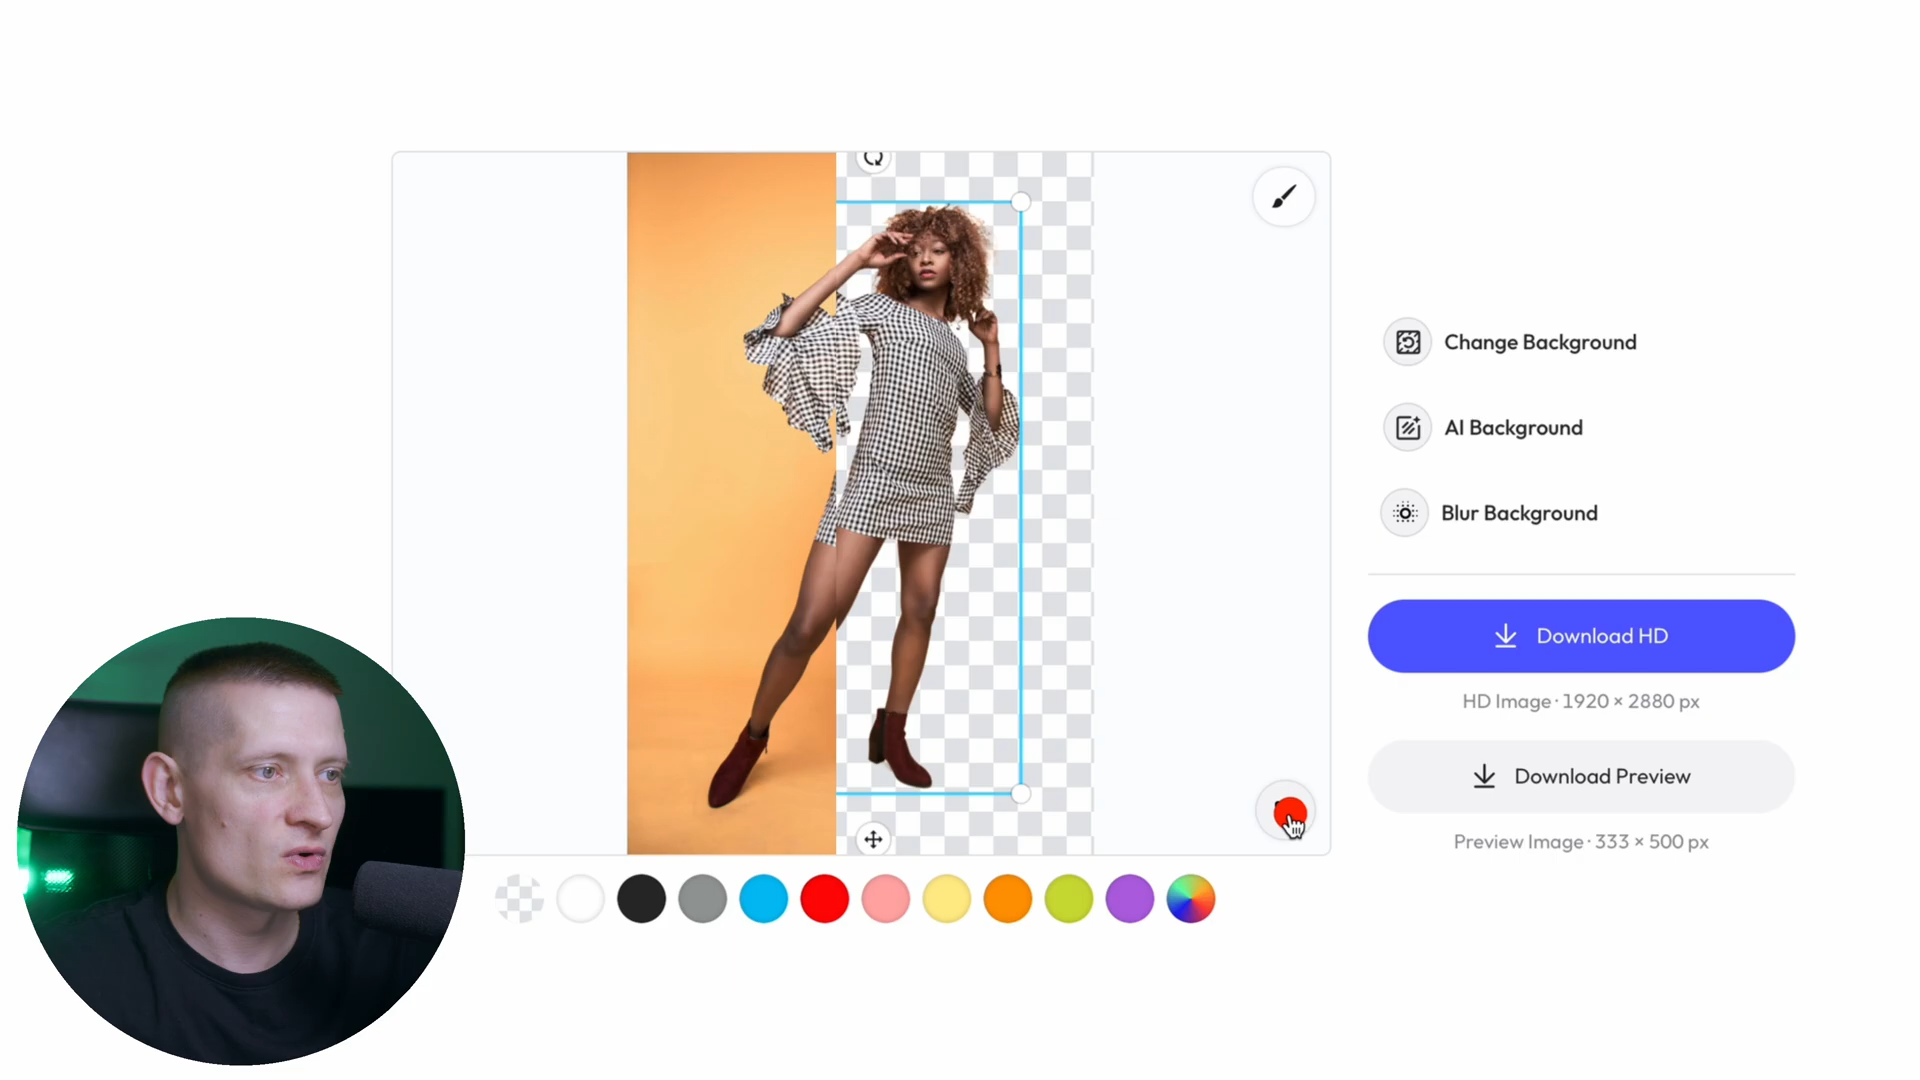 Change Background
AI Background
Blur Background
Download HD
HD Image · 1920 × 2880 px
Download Preview
Preview Image · 333 × 500 px